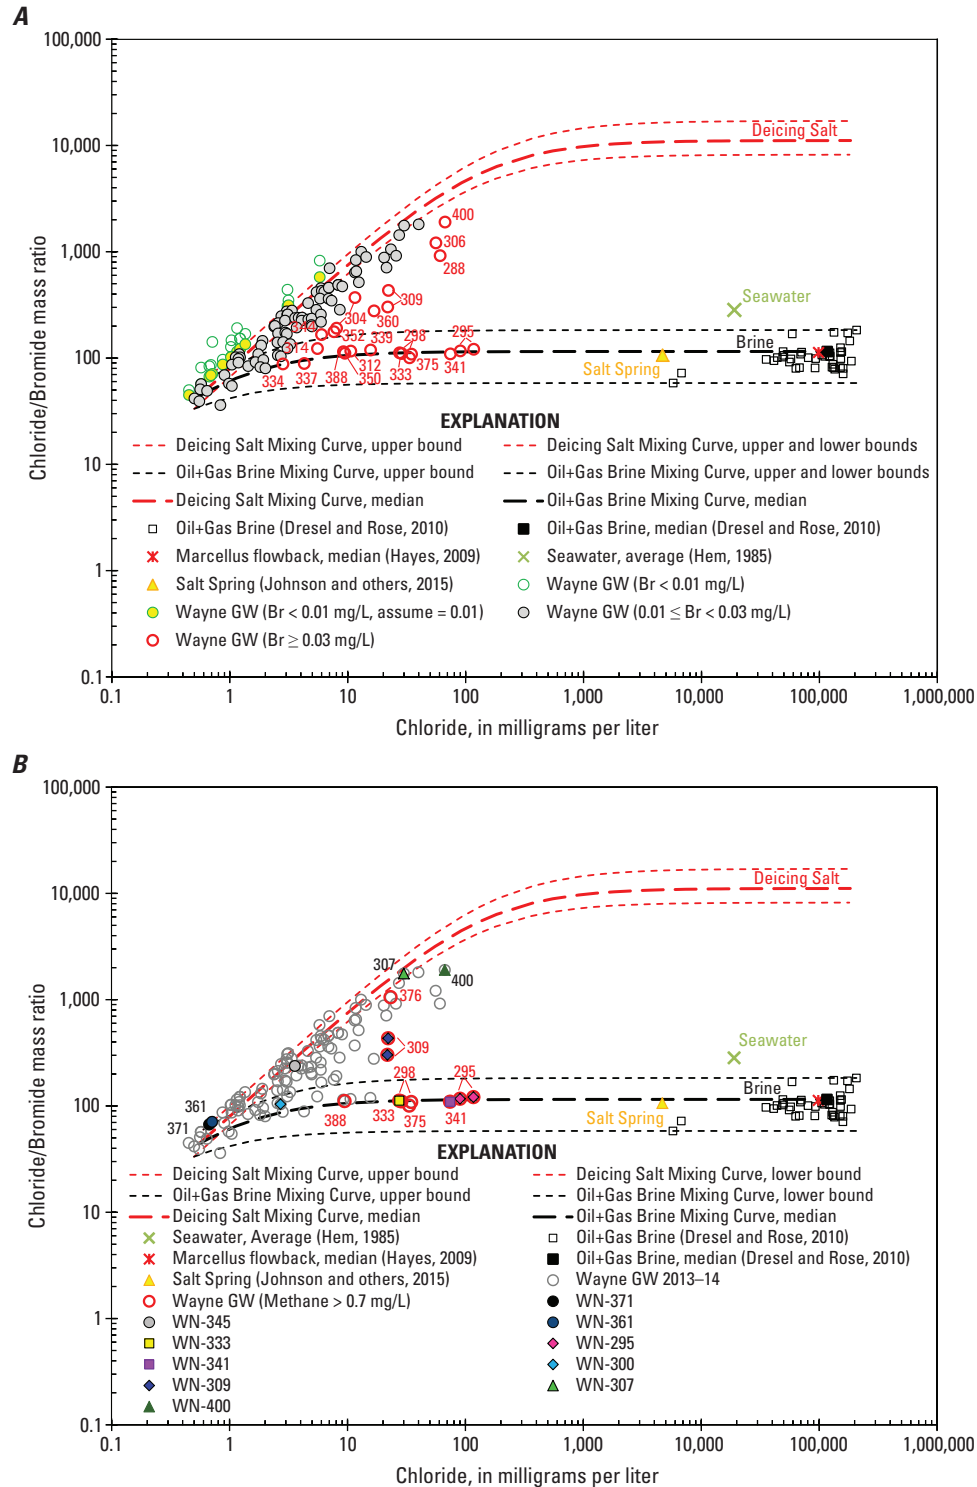 A
100,000
10,000
1,000
100
10
1
0.1
Chloride/Bromide mass ratio
Deicing Salt
400
306
288
Seawater
309
304
360
344
352
339
298
295
Brine
314
312
334
337
388
350
333
375
341
Salt Spring
EXPLANATION
Deicing Salt Mixing Curve, upper bound
Deicing Salt Mixing Curve, upper and lower bounds
Oil+Gas Brine Mixing Curve, upper bound
Oil+Gas Brine Mixing Curve, upper and lower bounds
Deicing Salt Mixing Curve, median
Oil+Gas Brine Mixing Curve, median
Oil+Gas Brine (Dresel and Rose, 2010)
Oil+Gas Brine, median (Dresel and Rose, 2010)
Marcellus flowback, median (Hayes, 2009)
Seawater, average (Hem, 1985)
Salt Spring (Johnson and others, 2015)
Wayne GW (Br < 0.01 mg/L)
Wayne GW (Br < 0.01 mg/L, assume = 0.01)
Wayne GW (0.01 ≤ Br < 0.03 mg/L)
Wayne GW (Br ≥ 0.03 mg/L)
0.1 1 10 100 1,000 10,000 100,000 1,000,000
Chloride, in milligrams per liter
B
100,000
10,000
1,000
100
10
1
0.1
Chloride/Bromide mass ratio
Deicing Salt
307
400
376
Seawater
309
298
295
Brine
361
371
388
333
375
341
Salt Spring
EXPLANATION
Deicing Salt Mixing Curve, upper bound
Deicing Salt Mixing Curve, lower bound
Oil+Gas Brine Mixing Curve, upper bound
Oil+Gas Brine Mixing Curve, lower bound
Deicing Salt Mixing Curve, median
Oil+Gas Brine Mixing Curve, median
Seawater, Average (Hem, 1985)
Oil+Gas Brine (Dresel and Rose, 2010)
Marcellus flowback, median (Hayes, 2009)
Oil+Gas Brine, median (Dresel and Rose, 2010)
Salt Spring (Johnson and others, 2015)
Wayne GW 2013–14
Wayne GW (Methane > 0.7 mg/L)
WN-371
WN-345
WN-361
WN-333
WN-295
WN-341
WN-300
WN-309
WN-307
WN-400
0.1 1 10 100 1,000 10,000 100,000 1,000,000
Chloride, in milligrams per liter